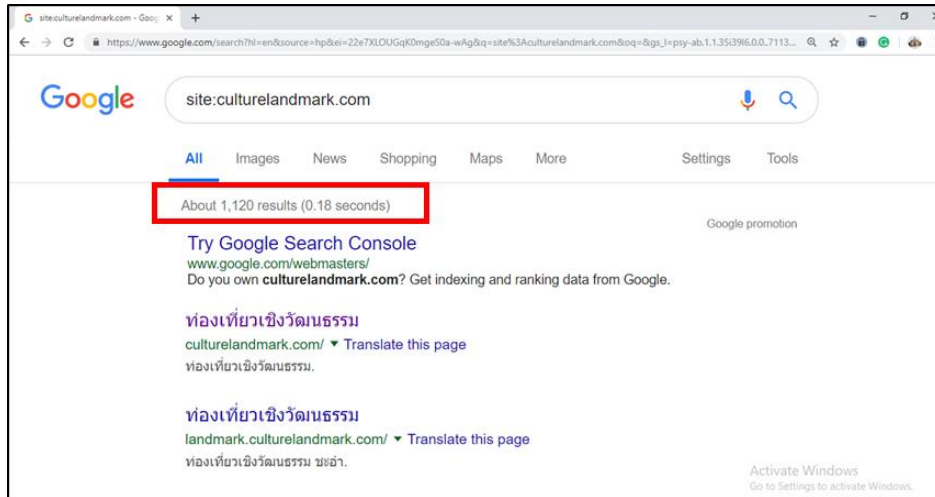 site:culturelandmark.com - Goog
https://www.google.com/search?hl=en&source=hp&ei=22e7XLOUGqK0mge50a-wAg&q=site%3Aculturelandmark.com&oq=&gs_l=psy-ab.1.1.35i39l6.0.0..7113...
Google
site:culturelandmark.com
All Images News Shopping Maps More Settings Tools
About 1,120 results (0.18 seconds)
Google promotion
Try Google Search Console
www.google.com/webmasters/
Do you own culturelandmark.com? Get indexing and ranking data from Google.
ท่องเที่ยวเชิงวัฒนธรรม
culturelandmark.com/ ▼ Translate this page
ท่องเที่ยวเชิงวัฒนธรรม.
ท่องเที่ยวเชิงวัฒนธรรม
landmark.culturelandmark.com/ ▼ Translate this page
ท่องเที่ยวเชิงวัฒนธรรม ชะอำ.
Activate Windows
Go to Settings to activate Windows.